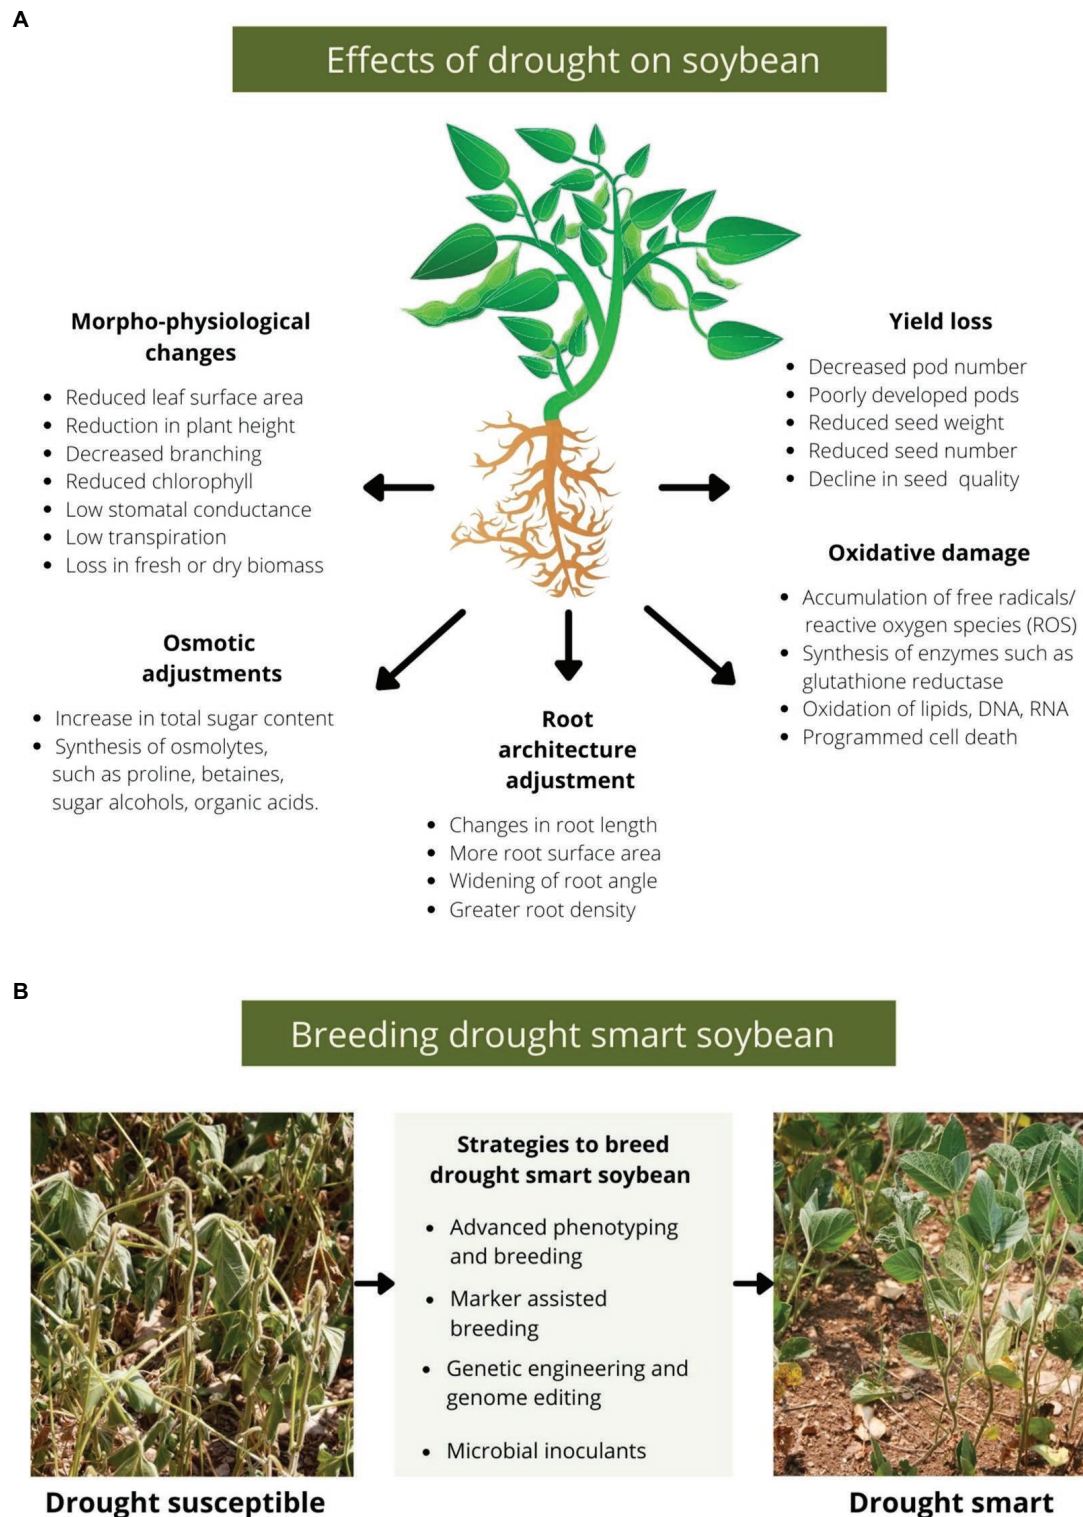 A
Effects of drought on soybean
Morpho-physiological
changes
• Reduced leaf surface area
• Reduction in plant height
• Decreased branching
• Reduced chlorophyll
• Low stomatal conductance
• Low transpiration
• Loss in fresh or dry biomass
Yield loss
• Decreased pod number
• Poorly developed pods
• Reduced seed weight
• Reduced seed number
• Decline in seed quality
Osmotic
adjustments
• Increase in total sugar content
• Synthesis of osmolytes,
such as proline, betaines,
sugar alcohols, organic acids.
Root
architecture
adjustment
• Changes in root length
• More root surface area
• Widening of root angle
• Greater root density
Oxidative damage
• Accumulation of free radicals/
reactive oxygen species (ROS)
• Synthesis of enzymes such as
glutathione reductase
• Oxidation of lipids, DNA, RNA
• Programmed cell death
B
Breeding drought smart soybean
Strategies to breed
drought smart soybean
• Advanced phenotyping
and breeding
• Marker assisted
breeding
• Genetic engineering and
genome editing
• Microbial inoculants
Drought susceptible
Drought smart